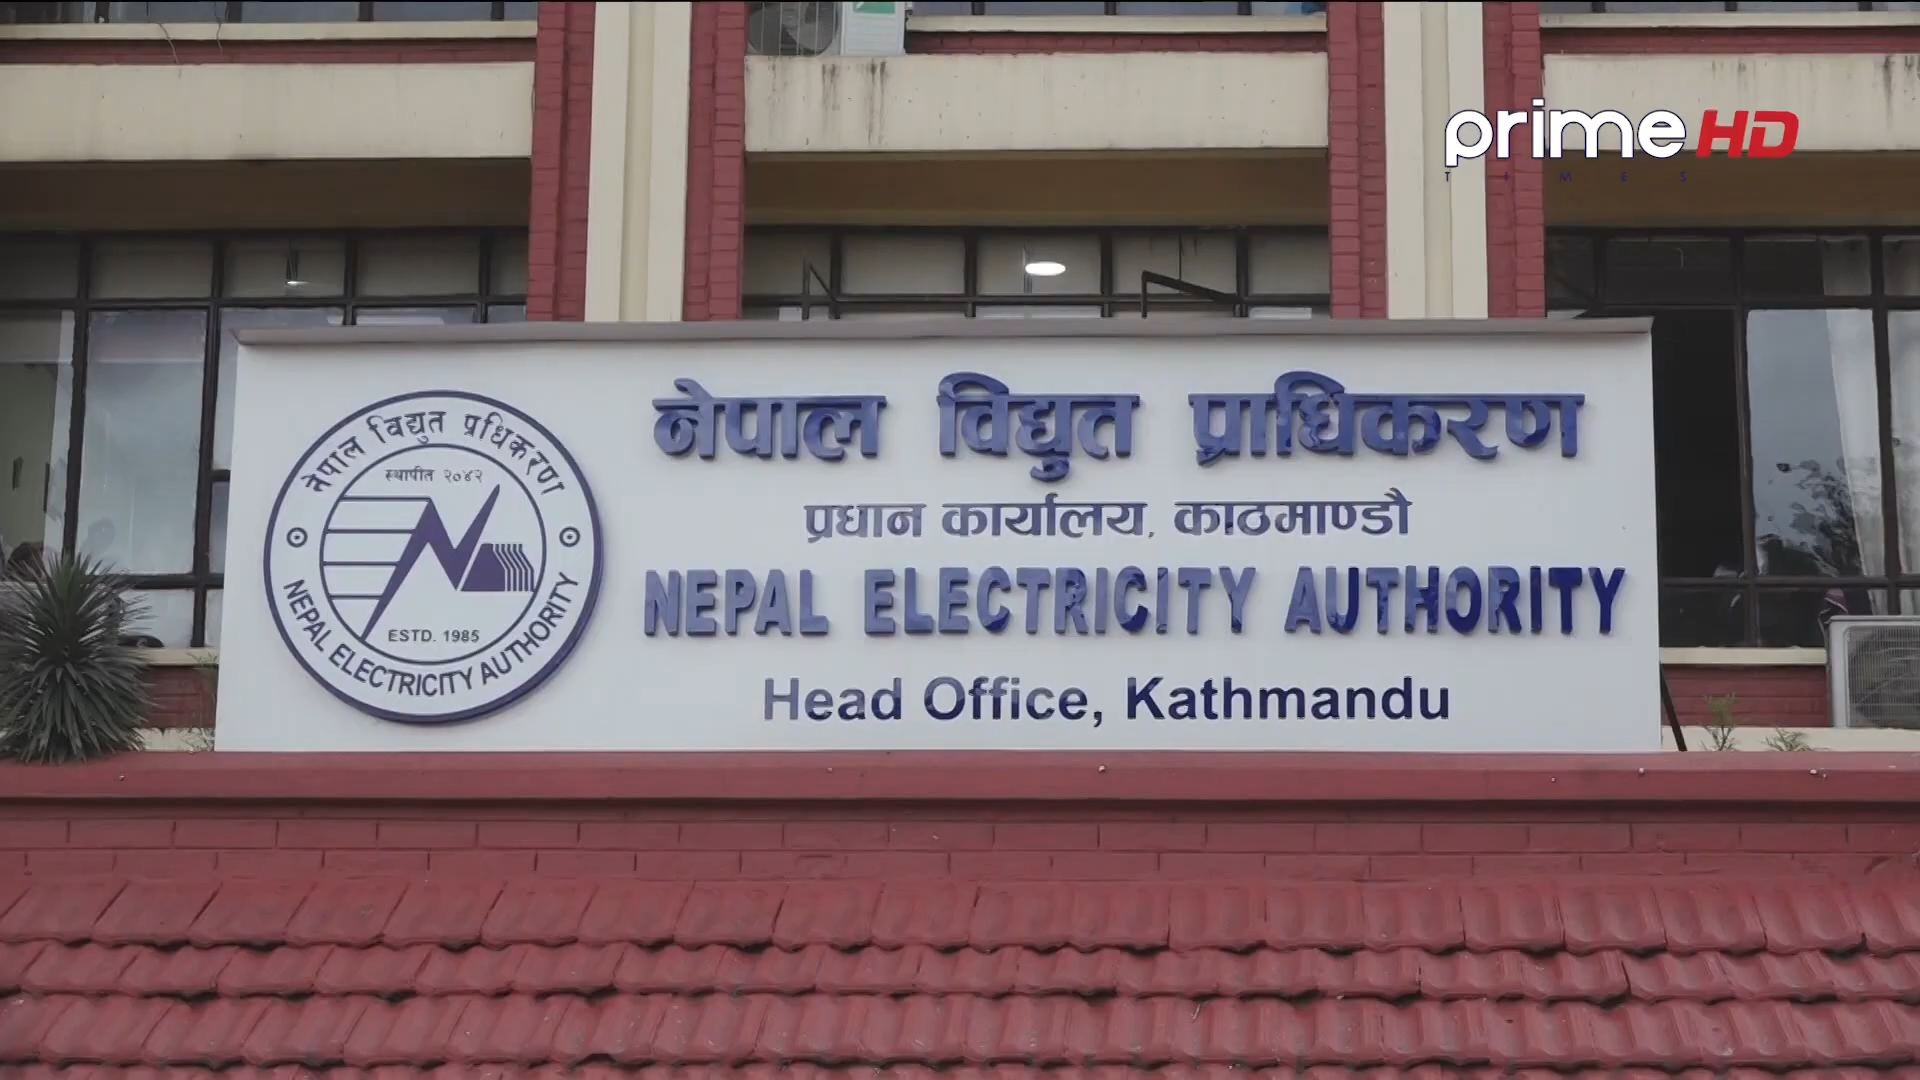 prime HD
TIMES
नेपाल विद्युत प्राधिकरण
प्रधान कार्यालय, काठमाण्डौ
NEPAL ELECTRICITY AUTHORITY
Head Office, Kathmandu
नेपाल विद्युत प्रधिकरण
स्थापीत २०४२
ESTD. 1985
NEPAL ELECTRICITY AUTHORITY